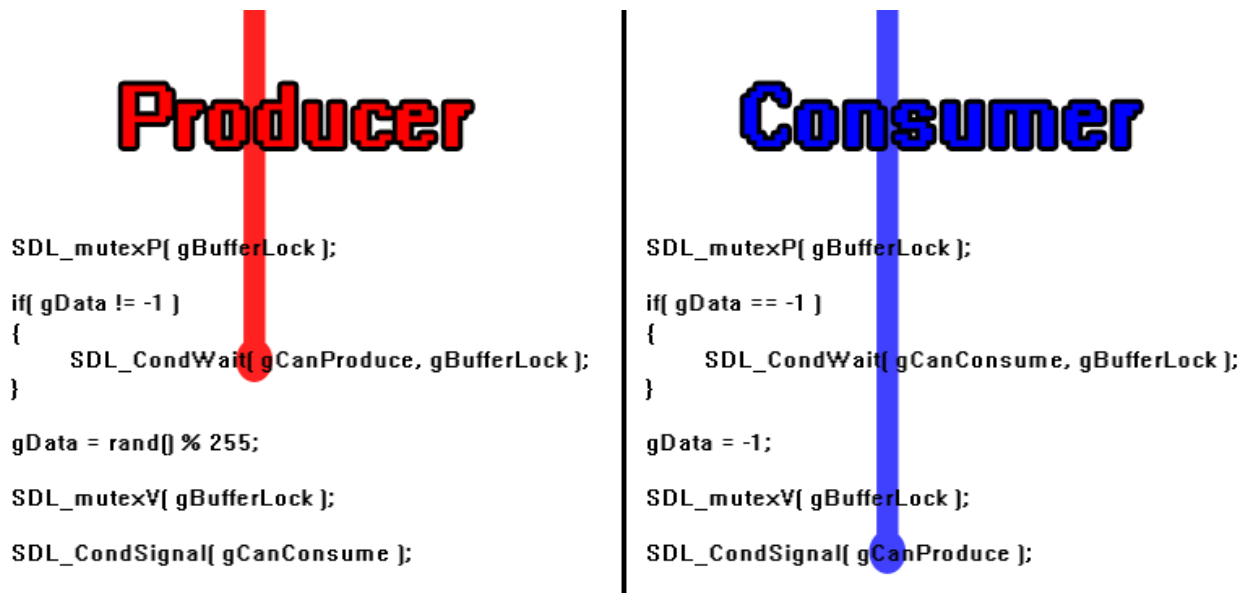 Producer
SDL_mutexP( gBufferLock );
if( gData != -1 )
{
SDL_CondWait( gCanProduce, gBufferLock );
}
gData = rand() % 255;
SDL_mutexV( gBufferLock );
SDL_CondSignal( gCanConsume );
Consumer
SDL_mutexP( gBufferLock );
if( gData == -1 )
{
SDL_CondWait( gCanConsume, gBufferLock );
}
gData = -1;
SDL_mutexV( gBufferLock );
SDL_CondSignal( gCanProduce );